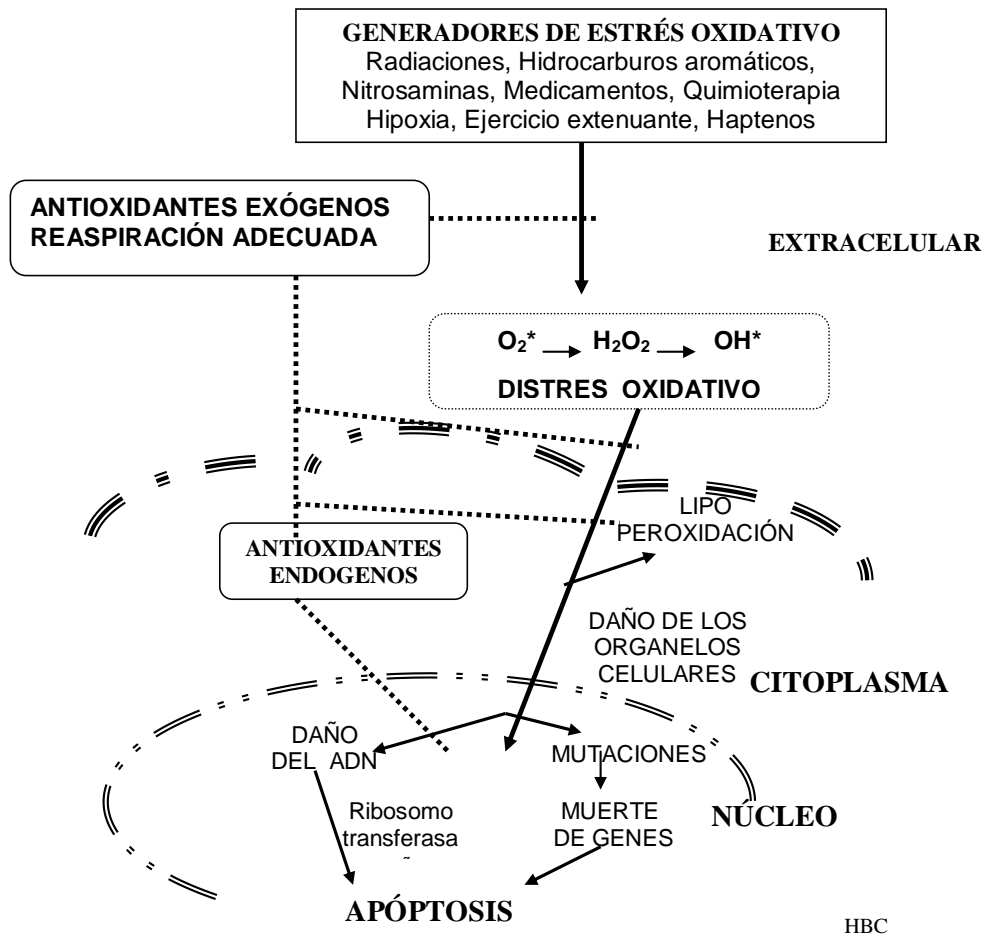 GENERADORES DE ESTRÉS OXIDATIVO
Radiaciones, Hidrocarburos aromáticos,
Nitrosaminas, Medicamentos, Quimioterapia
Hipoxia, Ejercicio extenuante, Haptenos
ANTIOXIDANTES EXÓGENOS
REASPIRACIÓN ADECUADA
EXTRACELULAR
O₂* → H₂O₂ → OH*
DISTRES OXIDATIVO
LIPO
PEROXIDACIÓN
ANTIOXIDANTES
ENDOGENOS
DAÑO DE LOS
ORGANELOS
CELULARES
CITOPLASMA
DAÑO
DEL ADN
MUTACIONES
Ribosomo
transferasa
MUERTE
DE GENES
NÚCLEO
APÓPTOSIS
HBC